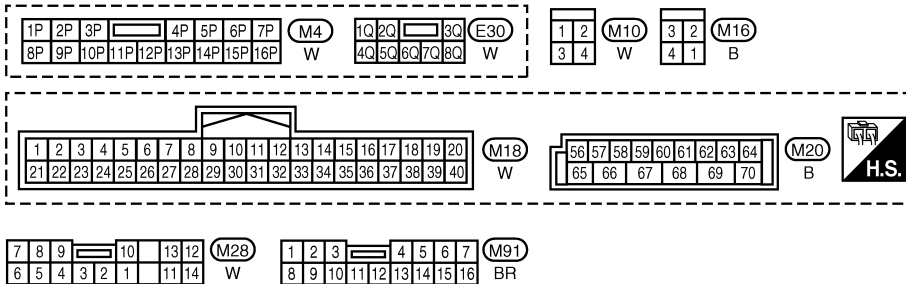 1P 2P 3P 4P 5P 6P 7P M4 1Q 2Q 3Q E30 1 2 M10 3 2 M16
8P 9P 10P 11P 12P 13P 14P 15P 16P W 4Q 5Q 6Q 7Q 8Q W 3 4 W 4 1 B
1 2 3 4 5 6 7 8 9 10 11 12 13 14 15 16 17 18 19 20 M18 56 57 58 59 60 61 62 63 64 M20
21 22 23 24 25 26 27 28 29 30 31 32 33 34 35 36 37 38 39 40 W 65 66 67 68 69 70 B H.S.
7 8 9 10 13 12 M28 1 2 3 4 5 6 7 M91
6 5 4 3 2 1 11 14 W 8 9 10 11 12 13 14 15 16 BR